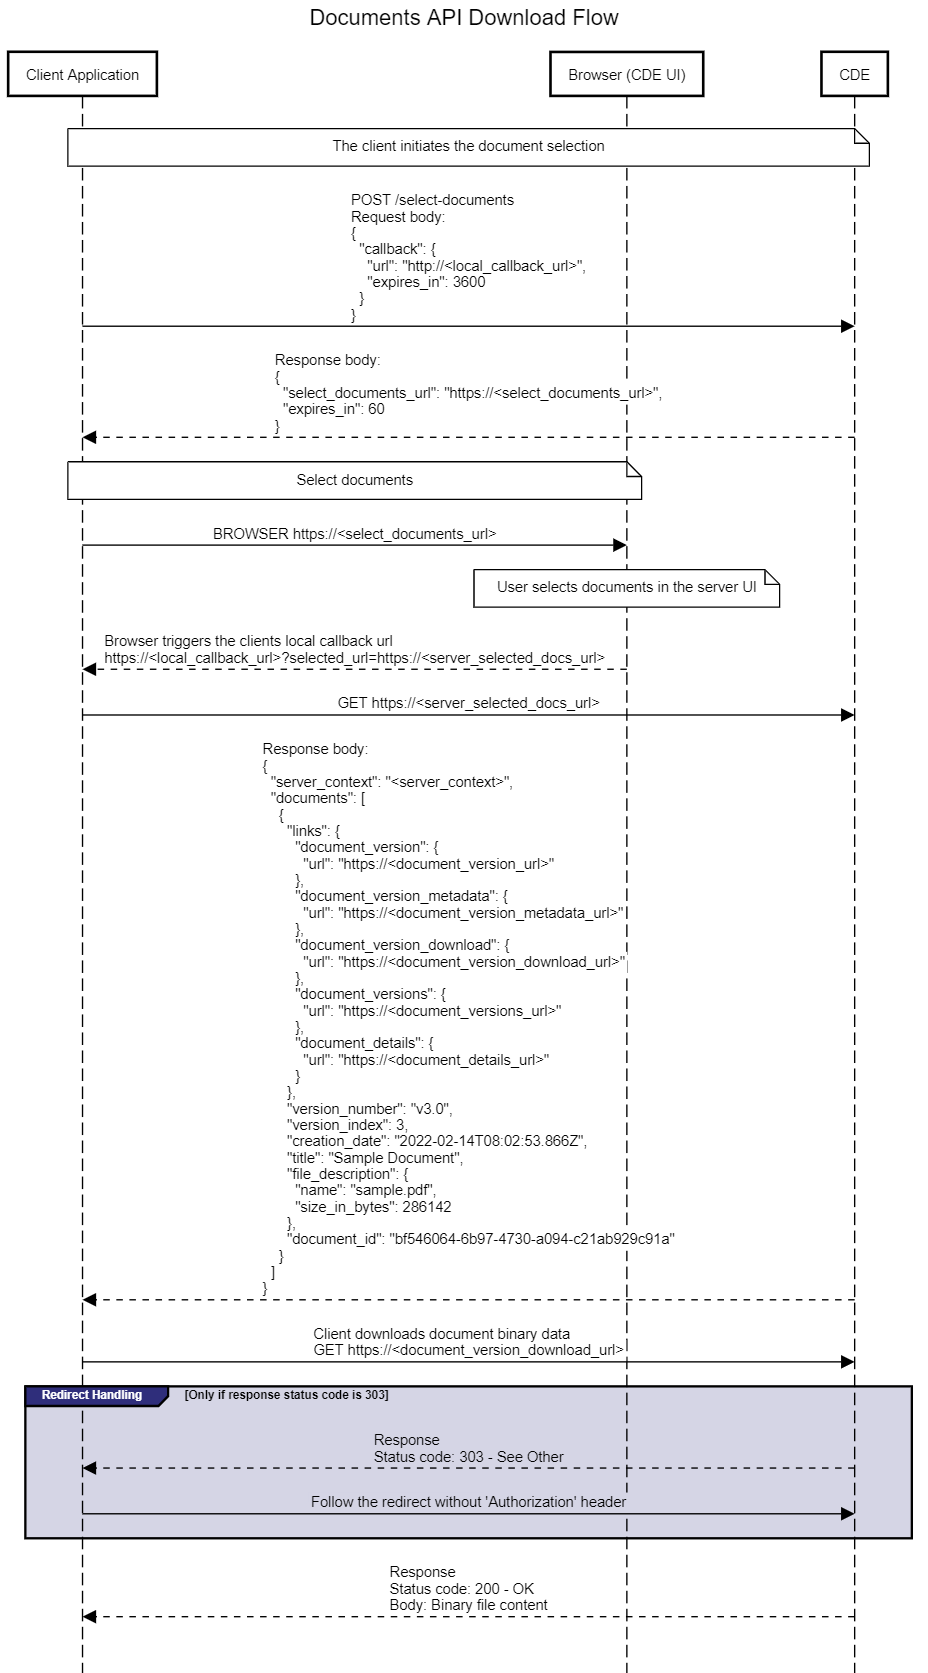 Documents API Download Flow
Client Application
Browser (CDE UI)
CDE
The client initiates the document selection
POST /select-documents
Request body:
{
"callback": {
"url": "http://<local_callback_url>",
"expires_in": 3600
}
}
Response body:
{
"select_documents_url": "https://<select_documents_url>",
"expires_in": 60
}
Select documents
BROWSER https://<select_documents_url>
User selects documents in the server UI
Browser triggers the clients local callback url
https://<local_callback_url>?selected_url=https://<server_selected_docs_url>
GET https://<server_selected_docs_url>
Response body:
{
"server_context": "<server_context>",
"documents": [
{
"links": {
"document_version": {
"url": "https://<document_version_url>"
},
"document_version_metadata": {
"url": "https://<document_version_metadata_url>"
},
"document_version_download": {
"url": "https://<document_version_download_url>"
},
"document_versions": {
"url": "https://<document_versions_url>"
},
"document_details": {
"url": "https://<document_details_url>"
}
},
"version_number": "v3.0",
"version_index": 3,
"creation_date": "2022-02-14T08:02:53.866Z",
"title": "Sample Document",
"file_description": {
"name": "sample.pdf",
"size_in_bytes": 286142
},
"document_id": "bf546064-6b97-4730-a094-c21ab929c91a"
}
]
}
Client downloads document binary data
GET https://<document_version_download_url>
Redirect Handling
[Only if response status code is 303]
Response
Status code: 303 - See Other
Follow the redirect without 'Authorization' header
Response
Status code: 200 - OK
Body: Binary file content